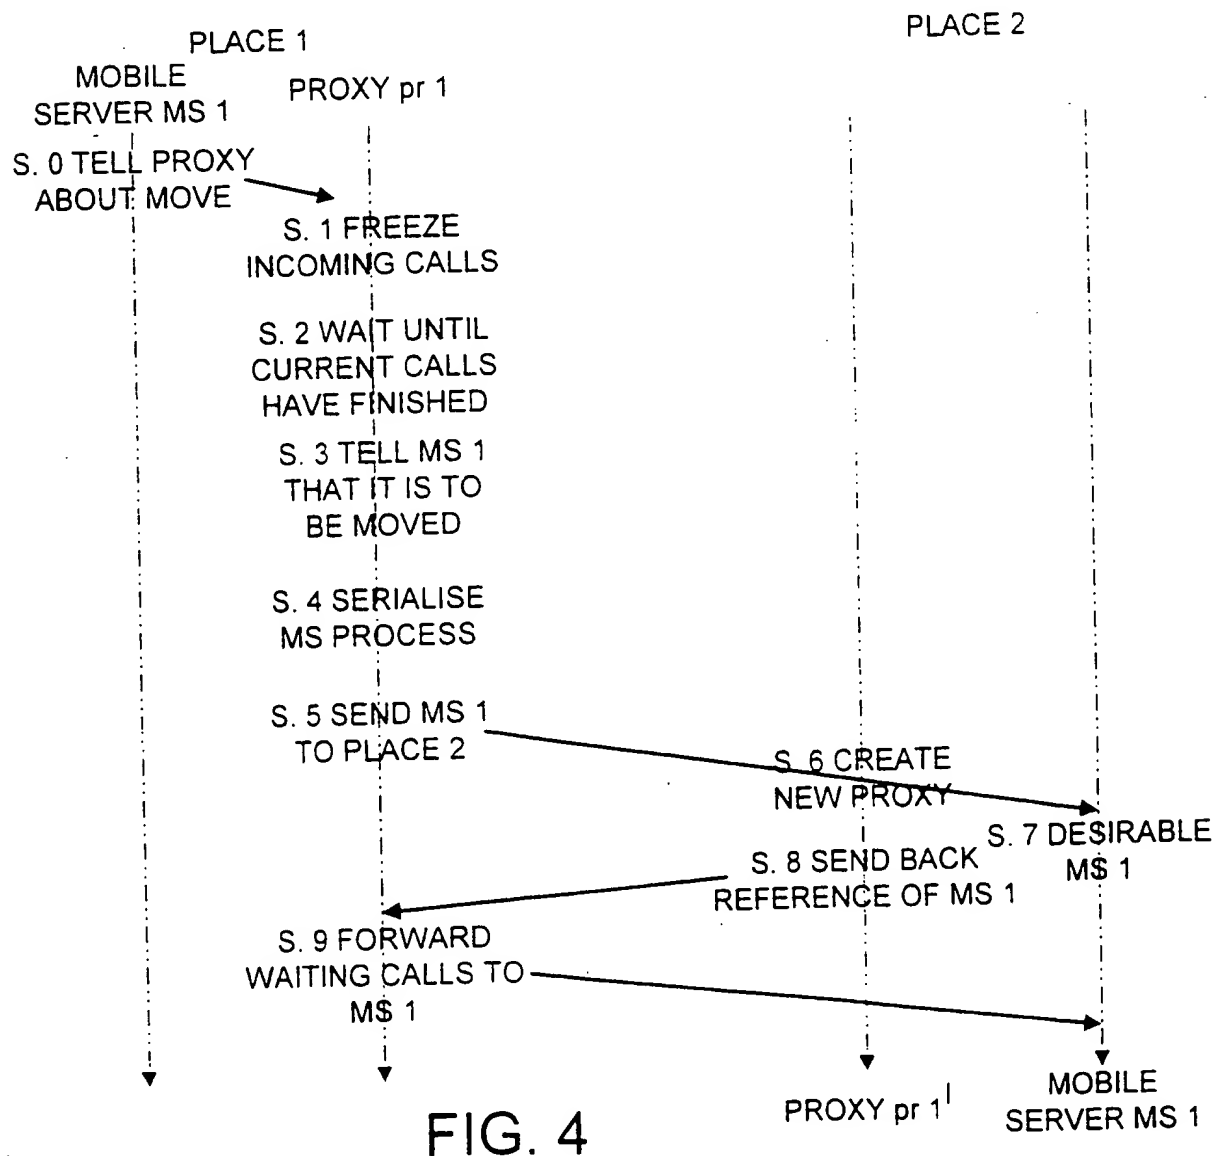 PLACE 1
PLACE 2
MOBILE
SERVER MS 1
PROXY pr 1
S. 0 TELL PROXY
ABOUT MOVE
S. 1 FREEZE
INCOMING CALLS
S. 2 WAIT UNTIL
CURRENT CALLS
HAVE FINISHED
S. 3 TELL MS 1
THAT IT IS TO
BE MOVED
S. 4 SERIALISE
MS PROCESS
S. 5 SEND MS 1
TO PLACE 2
S. 6 CREATE
NEW PROXY
S. 7 DESIRABLE
MS 1
S. 8 SEND BACK
REFERENCE OF MS 1
S. 9 FORWARD
WAITING CALLS TO
MS 1
PROXY pr 1|
MOBILE
SERVER MS 1
FIG. 4